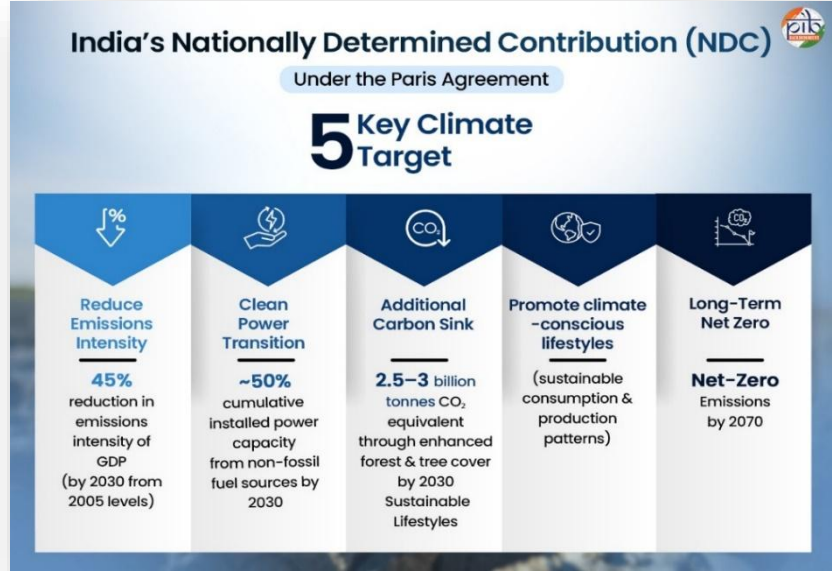 India's Nationally Determined Contribution (NDC)
pib
Under the Paris Agreement
5 Key Climate
Target
%
CO₂
CO₂
Reduce
Emissions
Intensity
45%
reduction in
emissions
intensity of
GDP
(by 2030 from
2005 levels)
Clean
Power
Transition
~50%
cumulative
installed power
capacity
from non-fossil
fuel sources by
2030
Additional
Carbon Sink
2.5–3 billion
tonnes CO₂
equivalent
through enhanced
forest & tree cover
by 2030
Sustainable
Lifestyles
Promote climate
-conscious
lifestyles
(sustainable
consumption &
production
patterns)
Long-Term
Net Zero
Net-Zero
Emissions
by 2070